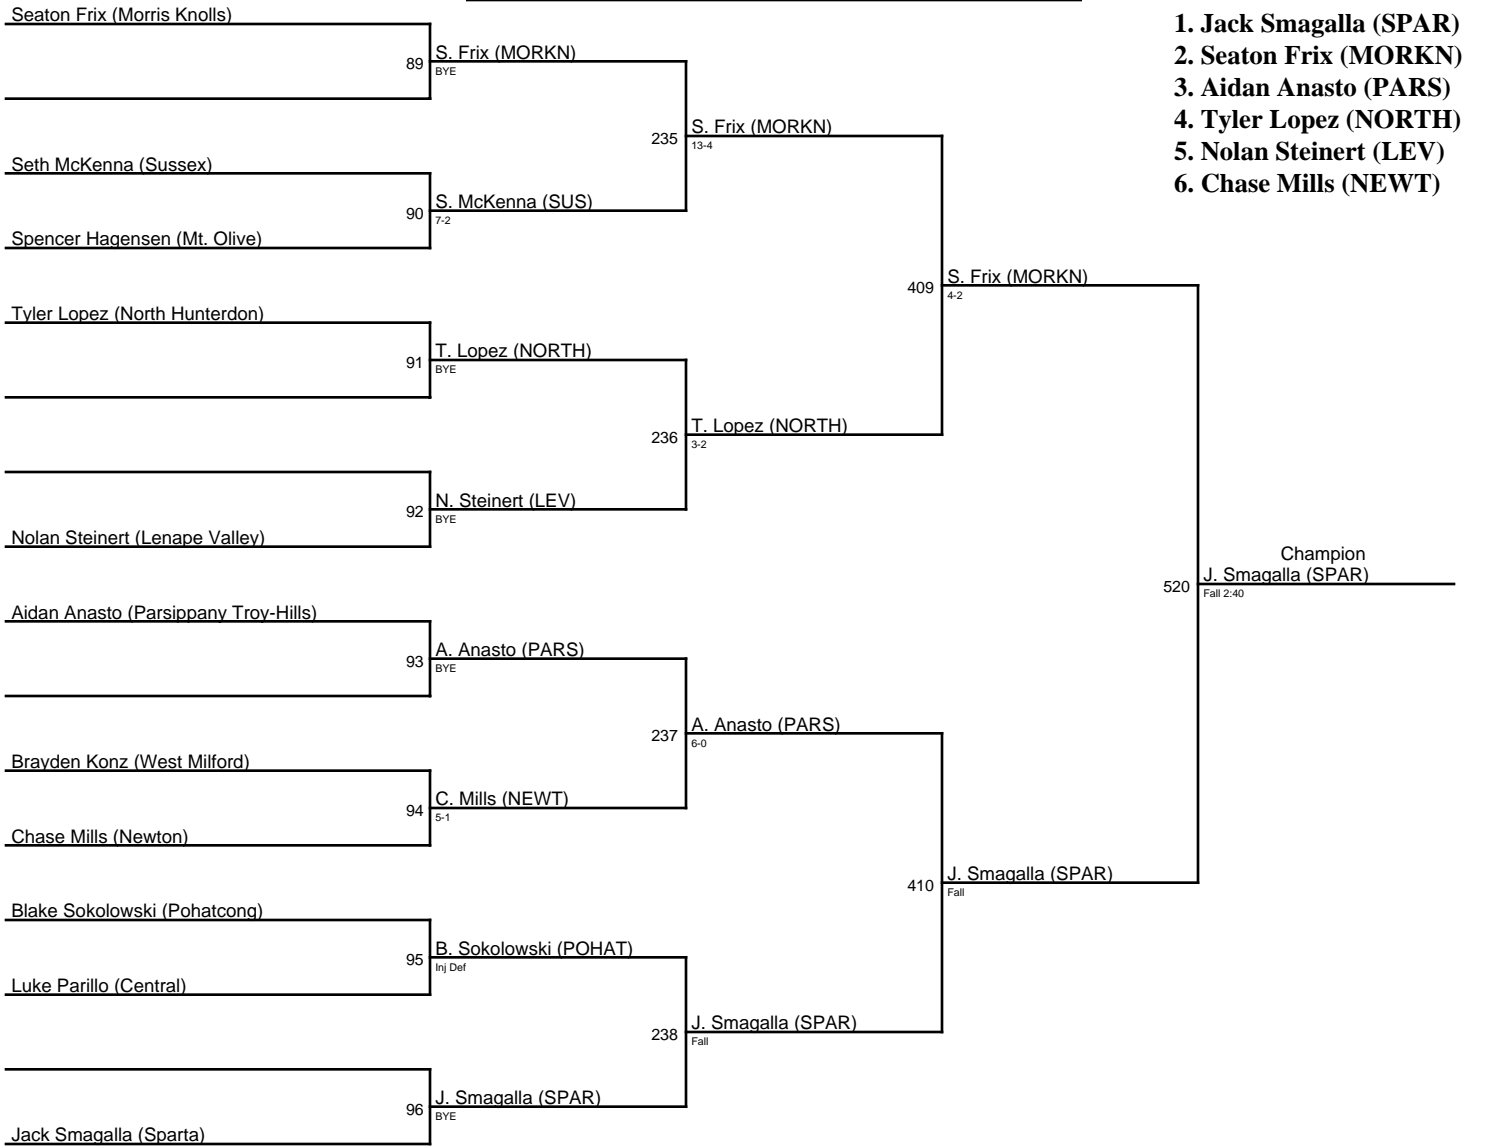 Seaton Frix (Morris Knolls)
89
S. Frix (MORKN)
BYE
Seth McKenna (Sussex)
90
S. McKenna (SUS)
7-2
Spencer Hagensen (Mt. Olive)
235
S. Frix (MORKN)
13-4
Tyler Lopez (North Hunterdon)
91
T. Lopez (NORTH)
BYE
92
N. Steinert (LEV)
BYE
Nolan Steinert (Lenape Valley)
236
T. Lopez (NORTH)
3-2
409
S. Frix (MORKN)
4-2
Aidan Anasto (Parsippany Troy-Hills)
93
A. Anasto (PARS)
BYE
Brayden Konz (West Milford)
94
C. Mills (NEWT)
5-1
Chase Mills (Newton)
237
A. Anasto (PARS)
6-0
Blake Sokolowski (Pohatcong)
95
B. Sokolowski (POHAT)
Inj Def
Luke Parillo (Central)
96
J. Smagalla (SPAR)
BYE
Jack Smagalla (Sparta)
238
J. Smagalla (SPAR)
Fall
410
J. Smagalla (SPAR)
Fall
520
Champion
J. Smagalla (SPAR)
Fall 2:40
1. Jack Smagalla (SPAR)
2. Seaton Frix (MORKN)
3. Aidan Anasto (PARS)
4. Tyler Lopez (NORTH)
5. Nolan Steinert (LEV)
6. Chase Mills (NEWT)